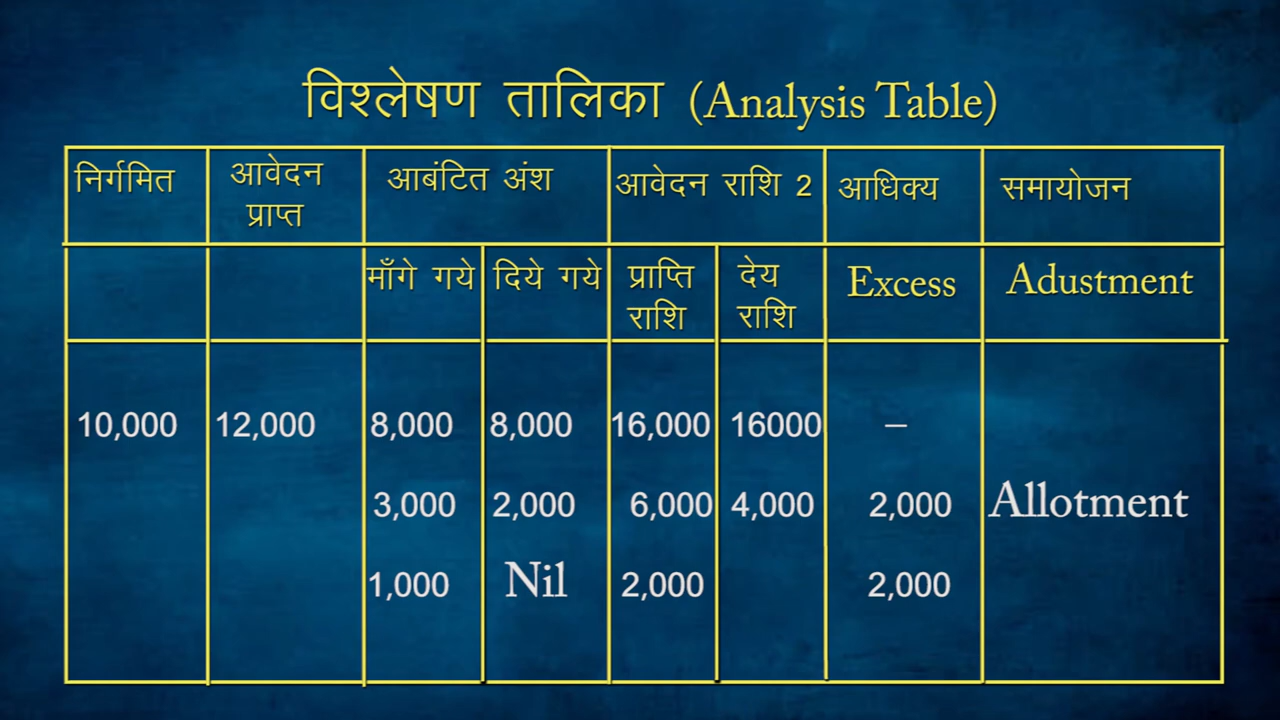 विश्लेषण तालिका (Analysis Table)
निर्गमित आवेदन प्राप्त आबंटित अंश आवेदन राशि 2 आधिक्य समायोजन
माँगे गये दिये गये प्राप्ति राशि देय राशि Excess Adustment
10,000 12,000 8,000 8,000 16,000 16000 –
3,000 2,000 6,000 4,000 2,000 Allotment
1,000 Nil 2,000 2,000